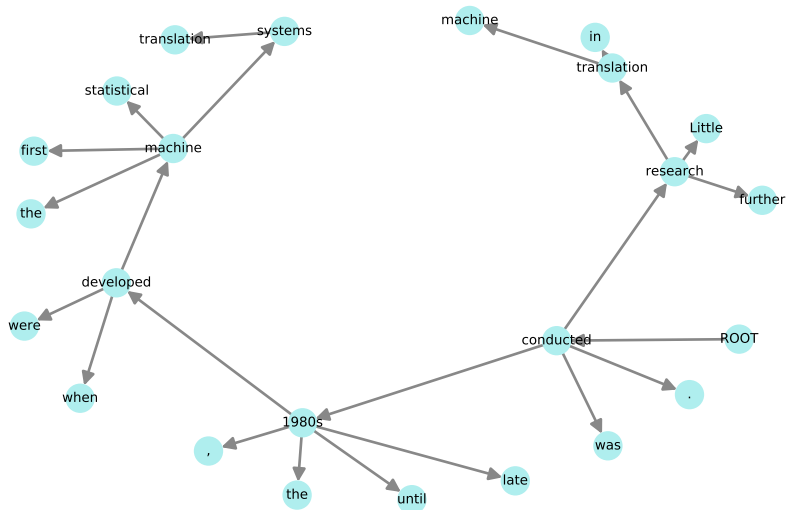 machine
systems
in
translation
translation
statistical
Little
machine
first
research
further
the
developed
were
ROOT
conducted
when
.
1980s
was
,
late
the
until